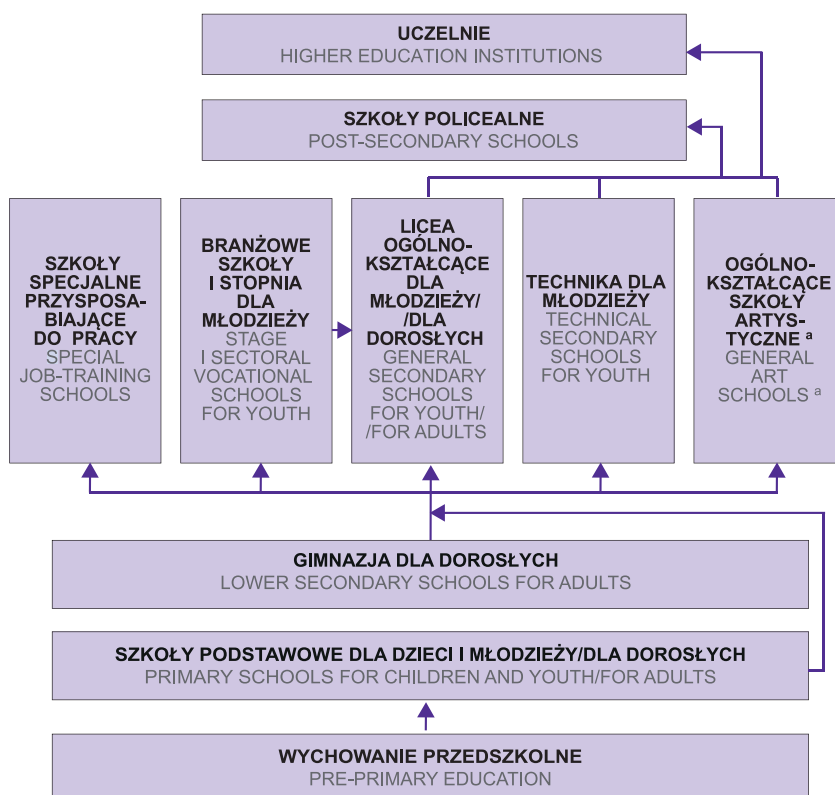 UCZELNIE
HIGHER EDUCATION INSTITUTIONS
SZKOŁY POLICEALNE
POST-SECONDARY SCHOOLS
SZKOŁY
SPECJALNE
PRZYSPOSA-
BIAJĄCE
DO PRACY
SPECIAL
JOB-TRAINING
SCHOOLS
BRANŻOWE
SZKOŁY
I STOPNIA
DLA
MŁODZIEŻY
STAGE
I SECTORAL
VOCATIONAL
SCHOOLS
FOR YOUTH
LICEA
OGÓLNO-
KSZTAŁCĄCE
DLA
MŁODZIEŻY/
/DLA
DOROSŁYCH
GENERAL
SECONDARY
SCHOOLS
FOR YOUTH/
/FOR ADULTS
TECHNIKA DLA
MŁODZIEŻY
TECHNICAL
SECONDARY
SCHOOLS
FOR YOUTH
OGÓLNO-
KSZTAŁCĄCE
SZKOŁY
ARTYS-
TYCZNE a
GENERAL
ART
SCHOOLS a
GIMNAZJA DLA DOROSŁYCH
LOWER SECONDARY SCHOOLS FOR ADULTS
SZKOŁY PODSTAWOWE DLA DZIECI I MŁODZIEŻY/DLA DOROSŁYCH
PRIMARY SCHOOLS FOR CHILDREN AND YOUTH/FOR ADULTS
WYCHOWANIE PRZEDSZKOLNE
PRE-PRIMARY EDUCATION